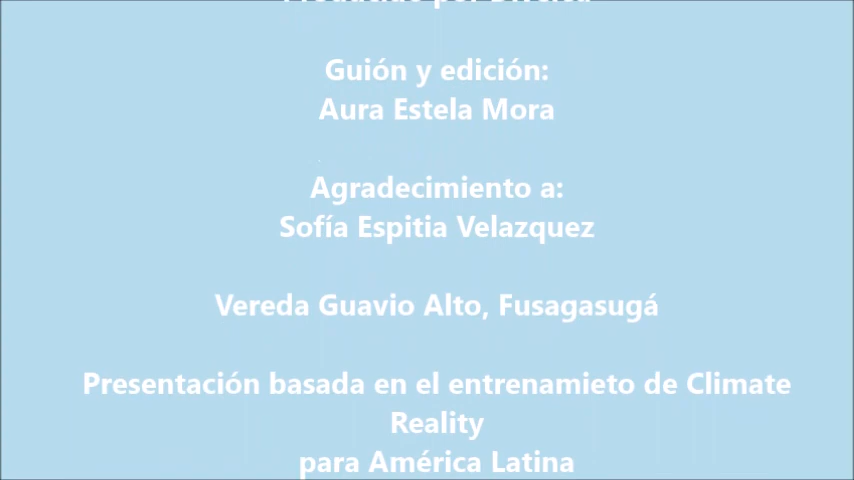 Guión y edición:
Aura Estela Mora
Agradecimiento a:
Sofía Espitia Velazquez
Vereda Guavio Alto, Fusagasugá
Presentación basada en el entrenamieto de Climate
Reality
para América Latina